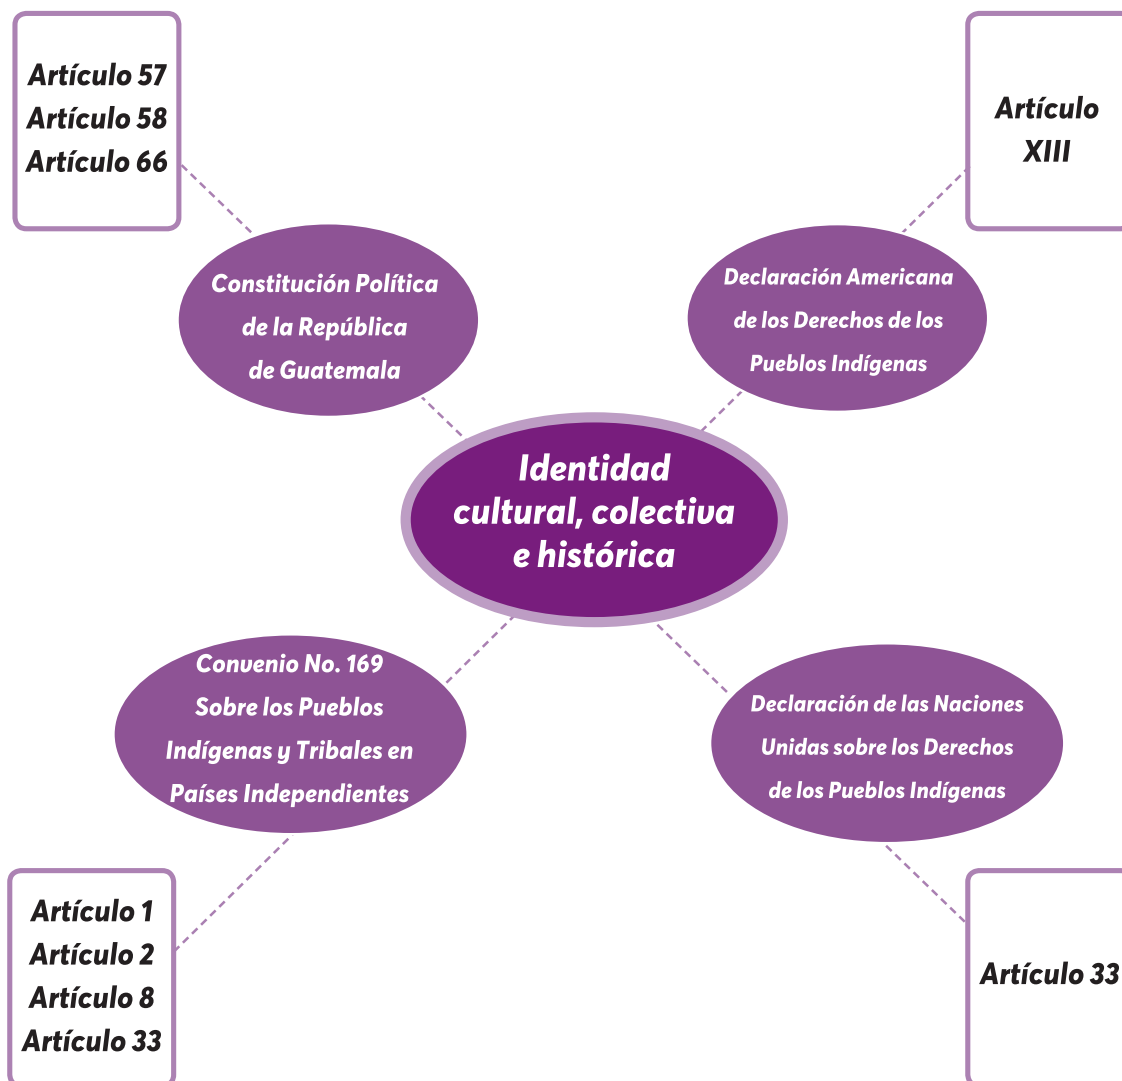 Artículo 57
Artículo 58
Artículo 66
Artículo
XIII
Constitución Política
de la República
de Guatemala
Declaración Americana
de los Derechos de los
Pueblos Indígenas
Identidad
cultural, colectiva
e histórica
Convenio No. 169
Sobre los Pueblos
Indígenas y Tribales en
Países Independientes
Declaración de las Naciones
Unidas sobre los Derechos
de los Pueblos Indígenas
Artículo 1
Artículo 2
Artículo 8
Artículo 33
Artículo 33